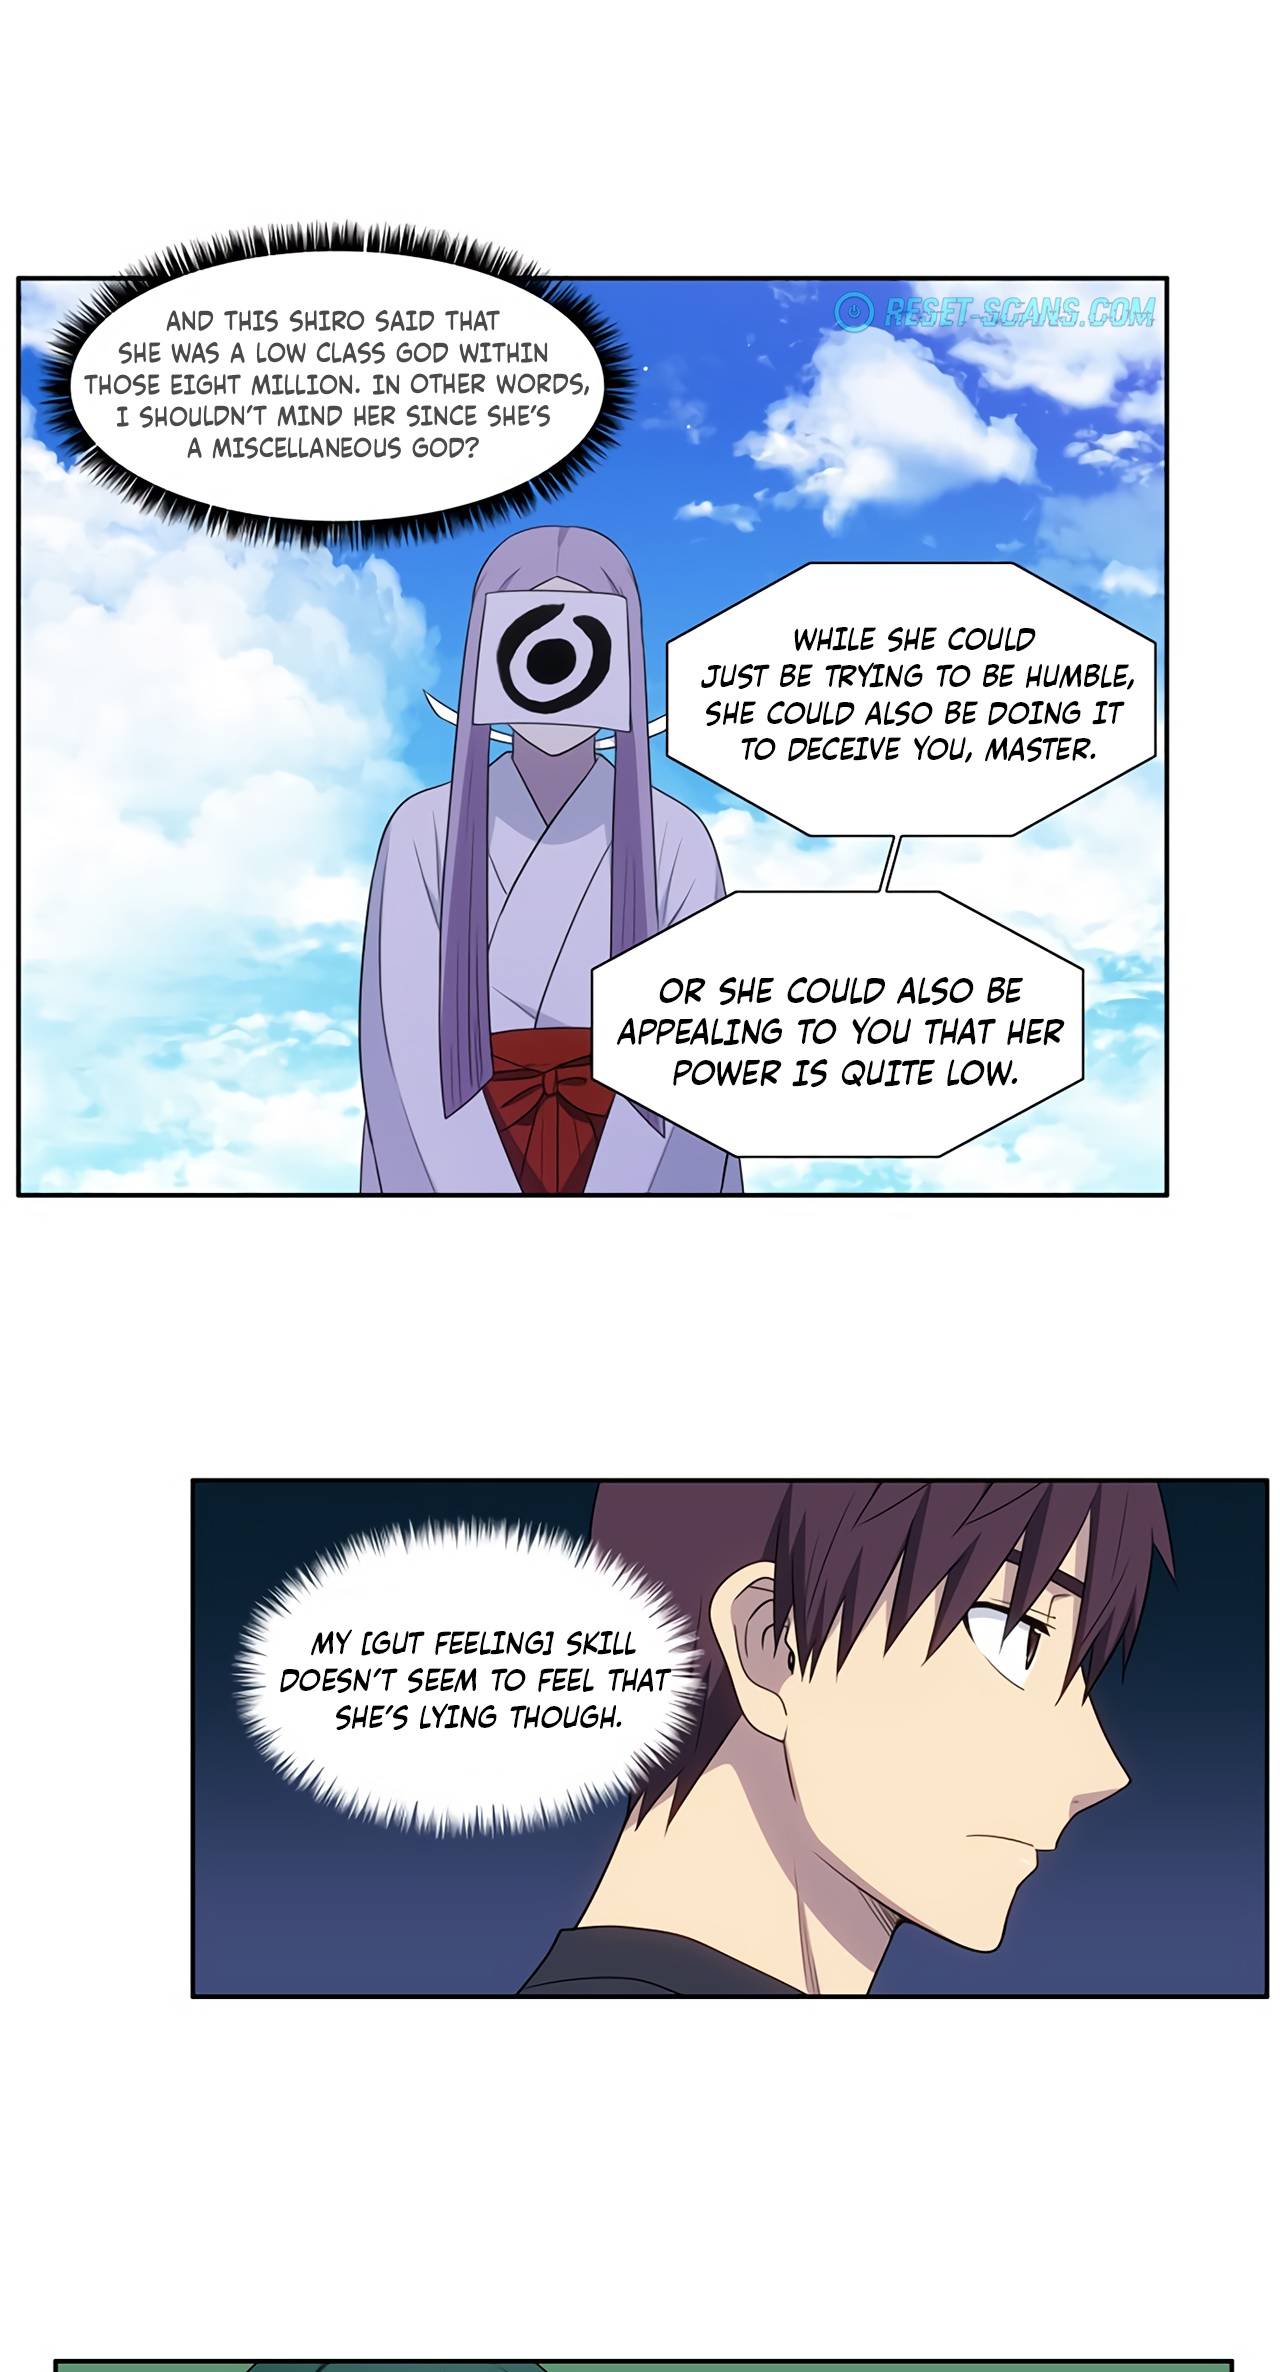 RESET-SCANS.COM
AND THIS SHIRO SAID THAT
SHE WAS A LOW CLASS GOD WITHIN
THOSE EIGHT MILLION. IN OTHER WORDS,
I SHOULDN'T MIND HER SINCE SHE'S
A MISCELLANEOUS GOD?
WHILE SHE COULD
JUST BE TRYING TO BE HUMBLE,
SHE COULD ALSO BE DOING IT
TO DECEIVE YOU, MASTER.
OR SHE COULD ALSO BE
APPEALING TO YOU THAT HER
POWER IS QUITE LOW.
MY [GUT FEELING] SKILL
DOESN'T SEEM TO FEEL THAT
SHE'S LYING THOUGH.